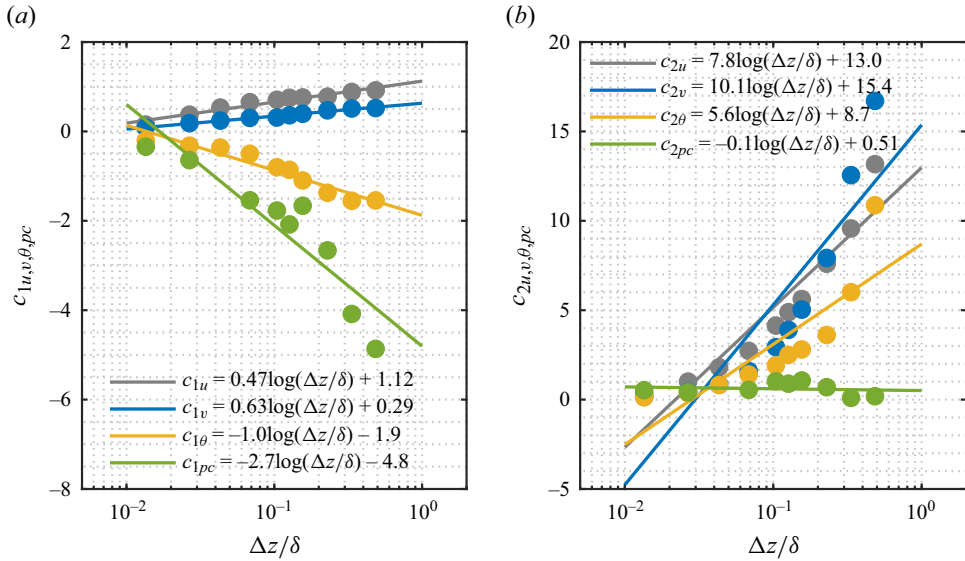 (a)
2
0
−2
−4
−6
−8
c1u,v,θ,pc
c1u = 0.47log(Δz/δ) + 1.12
c1v = 0.63log(Δz/δ) + 0.29
c1θ = −1.0log(Δz/δ) − 1.9
c1pc = −2.7log(Δz/δ) − 4.8
10−2
10−1
100
Δz/δ
(b)
20
15
10
5
0
−5
c2u,v,θ,pc
c2u = 7.8log(Δz/δ) + 13.0
c2v = 10.1log(Δz/δ) + 15.4
c2θ = 5.6log(Δz/δ) + 8.7
c2pc = −0.1log(Δz/δ) + 0.51
10−2
10−1
100
Δz/δ